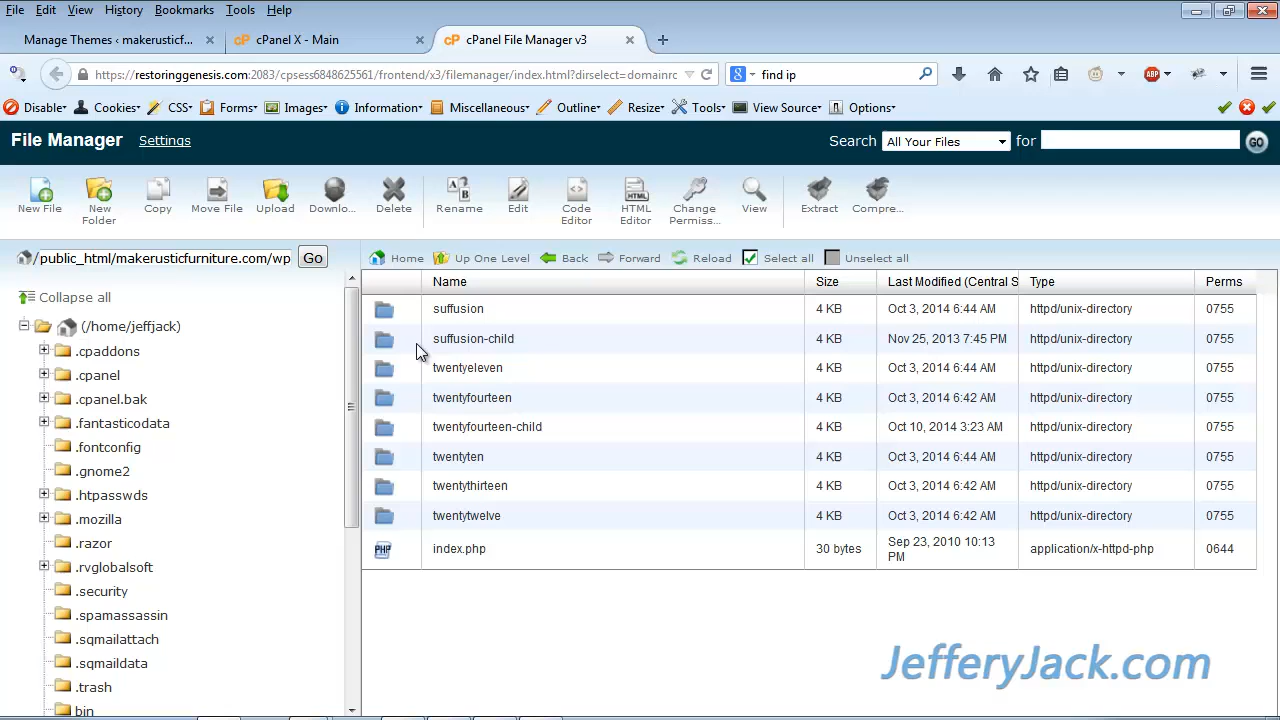 File Edit View History Bookmarks Tools Help
Manage Themes ‹ makerusticf... × cP cPanel X - Main × cP cPanel File Manager v3 × +
https://restoringgenesis.com:2083/cpsess6848625561/frontend/x3/filemanager/index.html?dirselect=domainrc 8 find ip ABP
Disable Cookies CSS Forms Images Information Miscellaneous Outline Resize Tools View Source Options
File Manager Settings Search All Your Files for GO
New File
New Folder
Copy
Move File
Upload
Downlo...
Delete
Rename
Edit
Code Editor
HTML Editor
Change Permiss...
View
Extract
Compre...
/public_html/makerusticfurniture.com/wp Go
Home Up One Level Back Forward Reload Select all Unselect all
Collapse all
(/home/jeffjack)
.cpaddons
.cpanel
.cpanel.bak
.fantasticodata
.fontconfig
.gnome2
.htpasswds
.mozilla
.razor
.rvglobalsoft
.security
.spamassassin
.sqmailattach
.sqmaildata
.trash
bin
Name Size Last Modified (Central S Type Perms
suffusion 4 KB Oct 3, 2014 6:44 AM httpd/unix-directory 0755
suffusion-child 4 KB Nov 25, 2013 7:45 PM httpd/unix-directory 0755
twentyeleven 4 KB Oct 3, 2014 6:44 AM httpd/unix-directory 0755
twentyfourteen 4 KB Oct 3, 2014 6:42 AM httpd/unix-directory 0755
twentyfourteen-child 4 KB Oct 10, 2014 3:23 AM httpd/unix-directory 0755
twentyten 4 KB Oct 3, 2014 6:44 AM httpd/unix-directory 0755
twentythirteen 4 KB Oct 3, 2014 6:42 AM httpd/unix-directory 0755
twentytwelve 4 KB Oct 3, 2014 6:42 AM httpd/unix-directory 0755
PHP index.php 30 bytes Sep 23, 2010 10:13 PM application/x-httpd-php 0644
JefferyJack.com